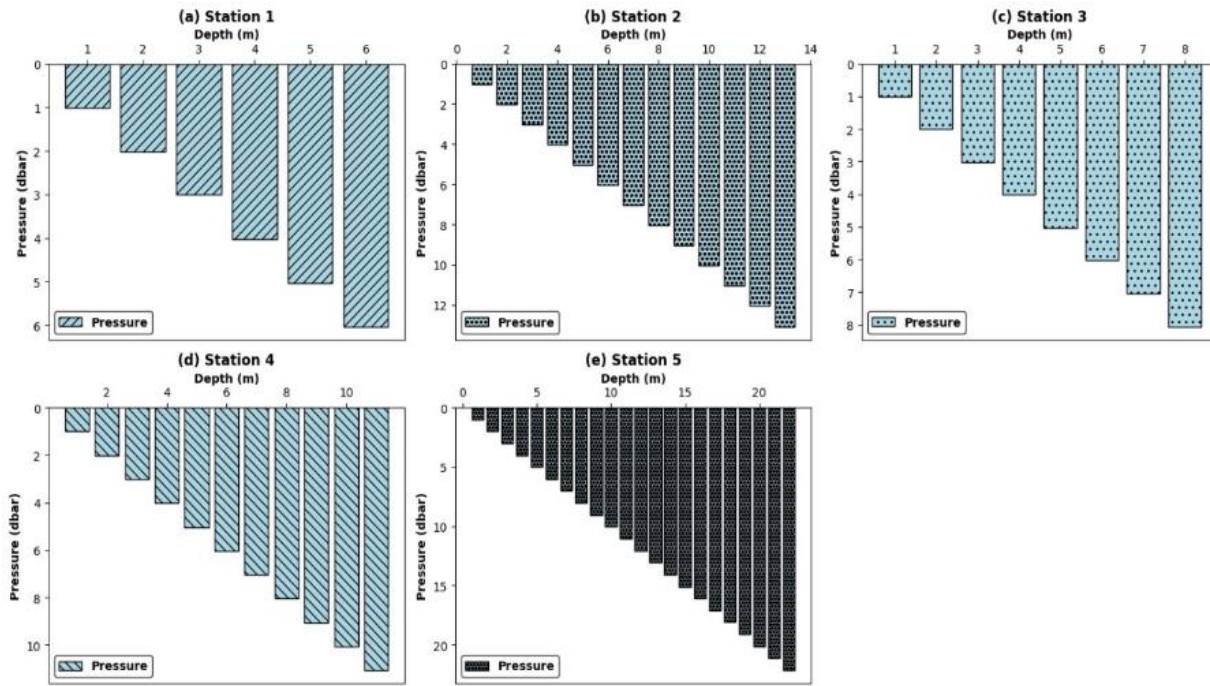 (a) Station 1
Depth (m)
1 2 3 4 5 6
Pressure (dbar)
0
1
2
3
4
5
6
Pressure
(b) Station 2
Depth (m)
0 2 4 6 8 10 12 14
Pressure (dbar)
0
2
4
6
8
10
12
Pressure
(c) Station 3
Depth (m)
1 2 3 4 5 6 7 8
Pressure (dbar)
0
1
2
3
4
5
6
7
8
Pressure
(d) Station 4
Depth (m)
2 4 6 8 10
Pressure (dbar)
0
2
4
6
8
10
Pressure
(e) Station 5
Depth (m)
0 5 10 15 20
Pressure (dbar)
0
5
10
15
20
Pressure